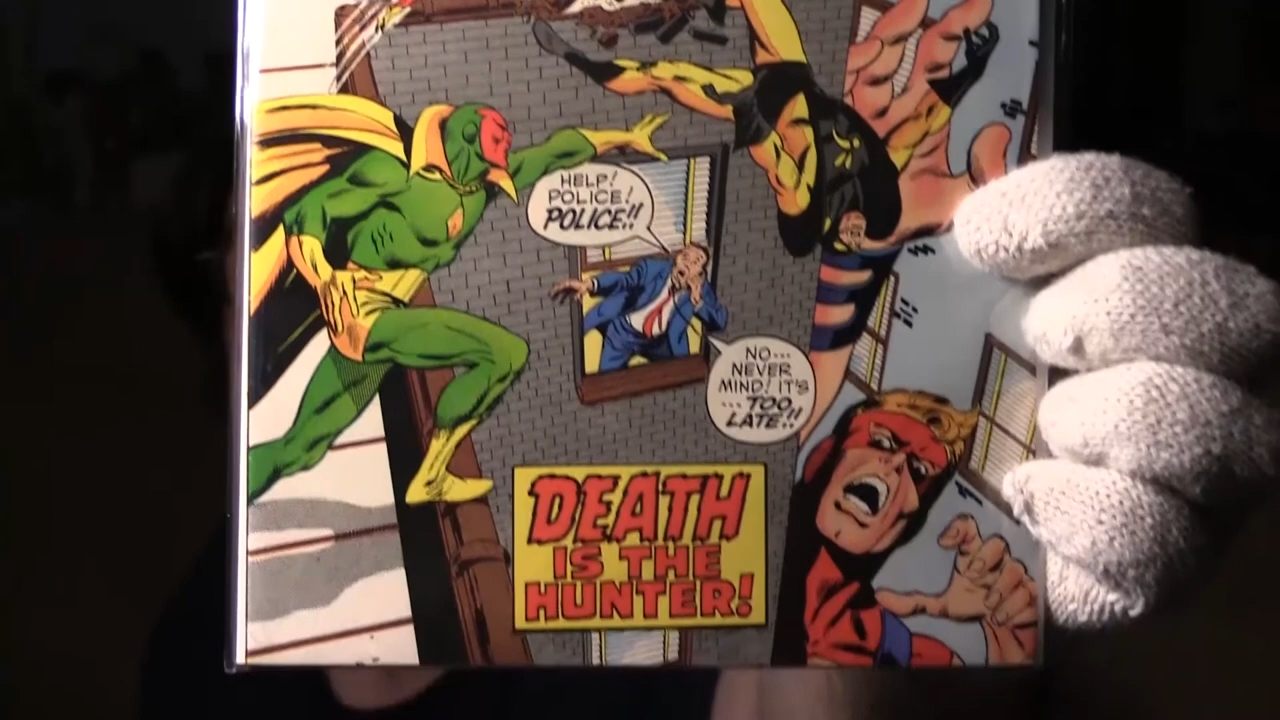 HELP!
POLICE!
POLICE!!
NO---
NEVER
MIND! IT'S
---TOO
LATE!!
DEATH
IS THE
HUNTER!